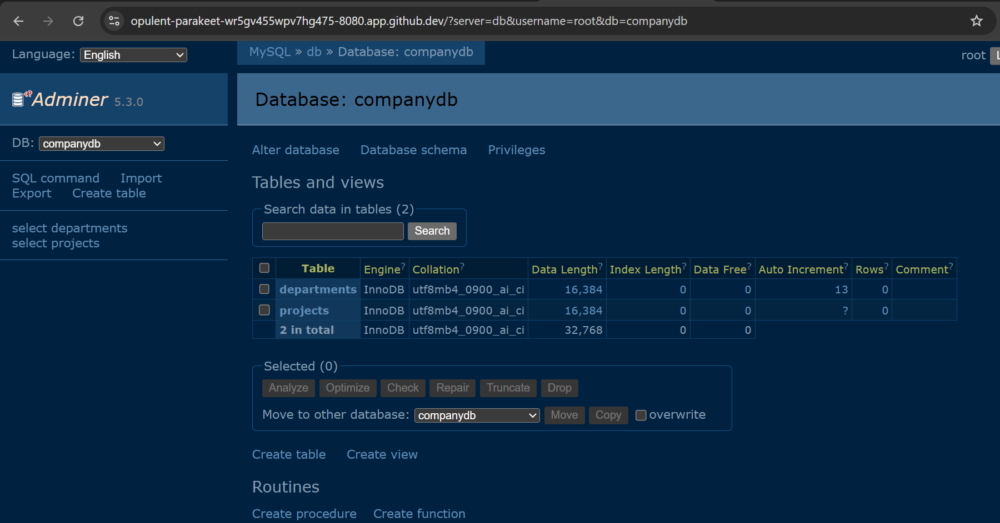 opulent-parakeet-wr5gv455wpv7hg475-8080.app.github.dev/?server=db&username=root&db=companydb
Language: English
MySQL » db » Database: companydb
root L
Adminer 5.3.0
Database: companydb
DB: companydb
SQL command Import
Export Create table
select departments
select projects
Alter database Database schema Privileges
Tables and views
Search data in tables (2)
Search
Table Engine? Collation? Data Length? Index Length? Data Free? Auto Increment? Rows? Comment?
departments InnoDB utf8mb4_0900_ai_ci 16,384 0 0 13 0
projects InnoDB utf8mb4_0900_ai_ci 16,384 0 0 ? 0
2 in total InnoDB utf8mb4_0900_ai_ci 32,768 0 0
Selected (0)
Analyze Optimize Check Repair Truncate Drop
Move to other database: companydb Move Copy overwrite
Create table Create view
Routines
Create procedure Create function